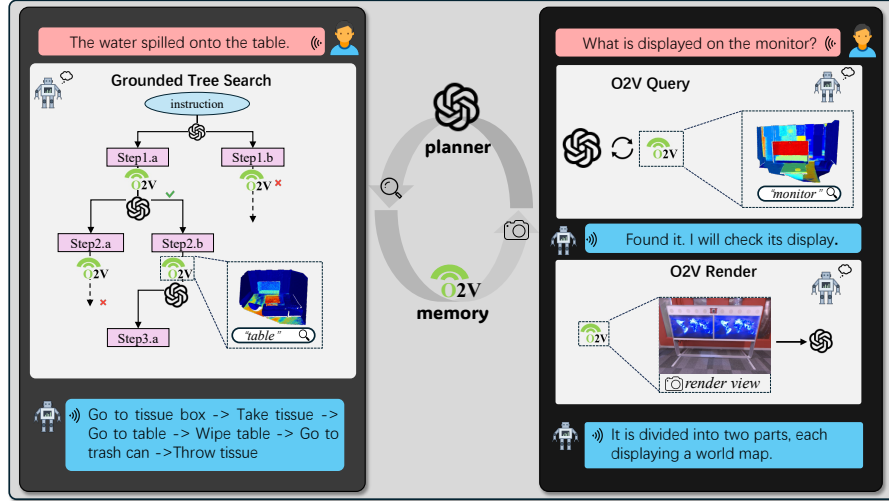 The water spilled onto the table.
Grounded Tree Search
instruction
Step1.a
Step1.b
O2V
O2V
Step2.a
Step2.b
O2V
O2V
"table"
Step3.a
Go to tissue box -> Take tissue ->
Go to table -> Wipe table -> Go to
trash can ->Throw tissue
planner
O2V
memory
What is displayed on the monitor?
O2V Query
O2V
"monitor"
Found it. I will check its display.
O2V Render
O2V
render view
It is divided into two parts, each
displaying a world map.